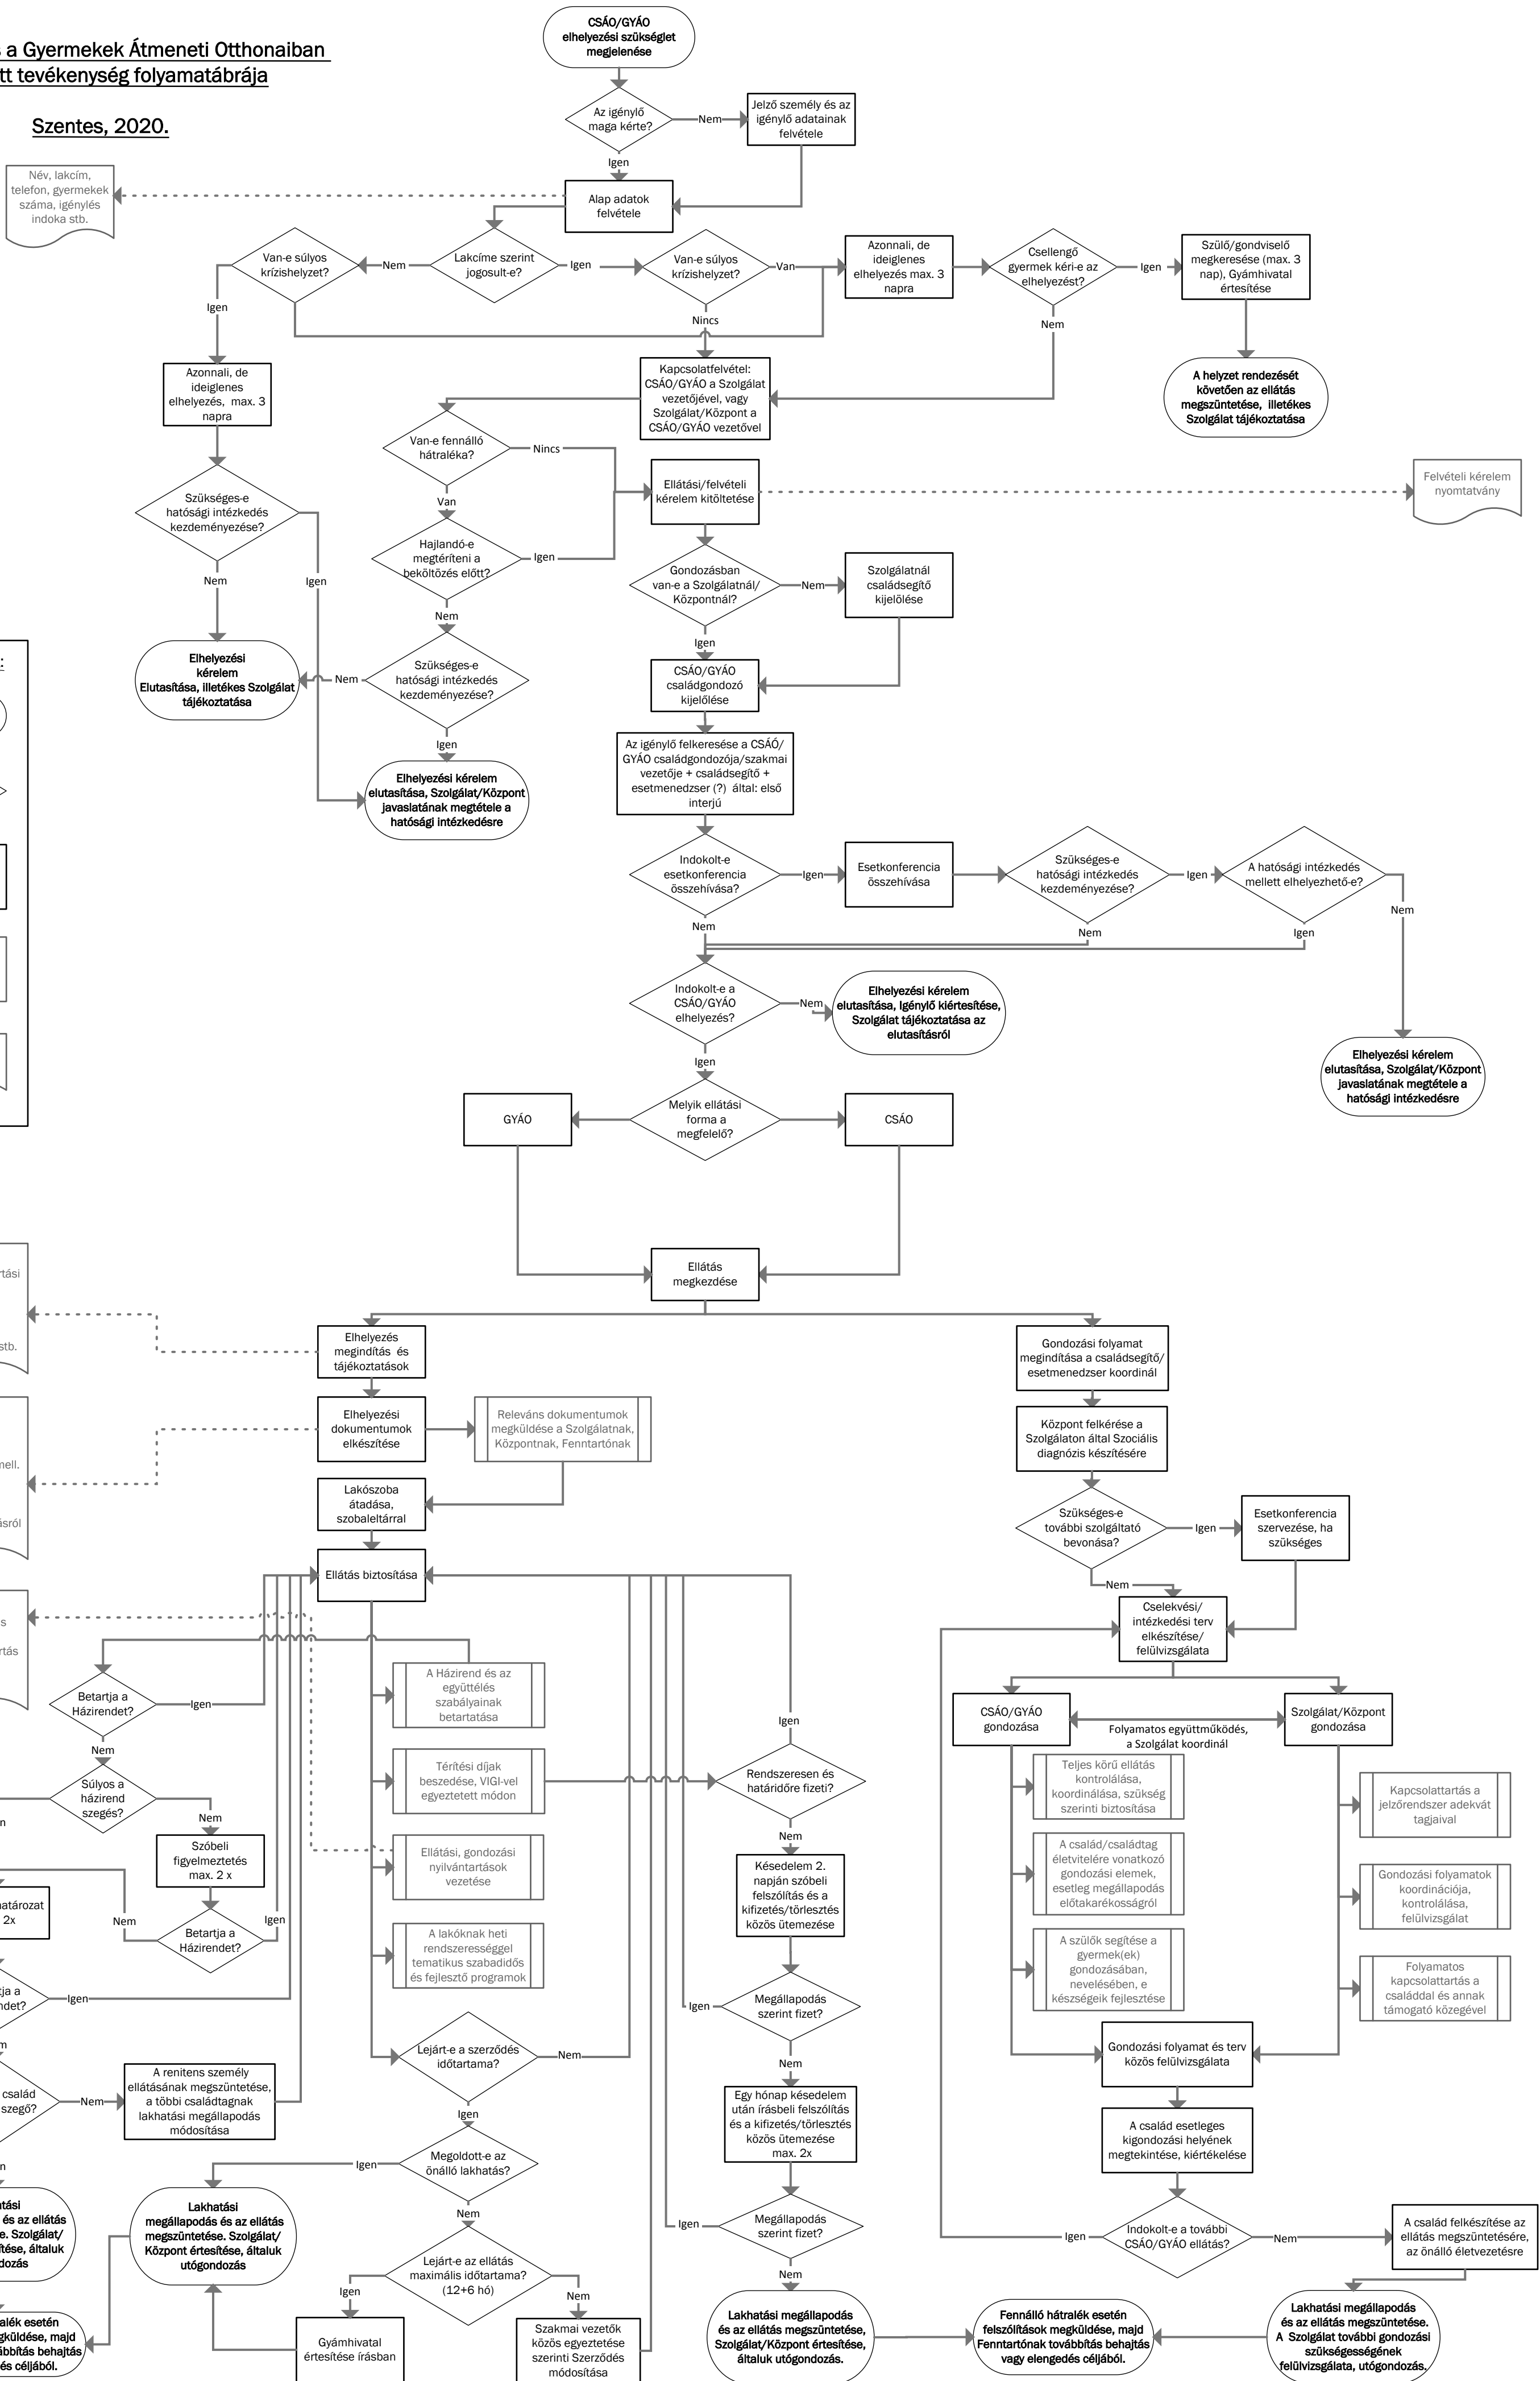 CSÁO/GYÁO
elhelyezési szükséglet
megjelenése
a Gyermekek Átmeneti Otthonaiban
tevékenység folyamatábrája
Szentes, 2020.
Az igénylő
maga kérte?
Nem
Jelző személy és az
igénylő adatainak
felvétele
Igen
Név, lakcím,
telefon, gyermekek
száma, igénylés
indoka stb.
Alap adatok
felvétele
Van-e súlyos
krízishelyzet?
Nem
Lakcíme szerint
jogosult-e?
Igen
Van-e súlyos
krízishelyzet?
Van
Azonnali, de
ideiglenes
elhelyezés max. 3
napra
Csellengő
gyermek kéri-e az
elhelyezést?
Igen
Szülő/gondviselő
megkeresése (max. 3
nap), Gyámhivatal
értesítése
Igen
Nincs
Nem
Azonnali, de
ideiglenes
elhelyezés, max. 3
napra
Kapcsolatfelvétel:
CSÁO/GYÁO a Szolgálat
vezetőjével, vagy
Szolgálat/Központ a
CSÁO/GYÁO vezetővel
A helyzet rendezését
követően az ellátás
megszüntetése, illetékes
Szolgálat tájékoztatása
Van-e fennálló
hátraléka?
Nincs
Van
Ellátási/felvételi
kérelem kitöltetése
Felvételi kérelem
nyomtatvány
Szükséges-e
hatósági intézkedés
kezdeményezése?
Nem
Igen
Hajlandó-e
megtéríteni a
beköltözés előtt?
Igen
Nem
Gondozásban
van-e a Szolgálatnál/
Központnál?
Nem
Szolgálatnál
családsegítő
kijelölése
Igen
Elhelyezési
kérelem
Elutasítása, illetékes Szolgálat
tájékoztatása
Nem
Szükséges-e
hatósági intézkedés
kezdeményezése?
Igen
CSÁO/GYÁO
családgondozó
kijelőlése
Az igénylő felkeresése a CSÁÓ/
GYÁO családgondozója/szakmai
vezetője + családsegítő +
esetmenedzser (?) által: első
interjú
Elhelyezési kérelem
elutasítása, Szolgálat/Központ
javaslatának megtétele a
hatósági intézkedésre
Indokolt-e
esetkonferencia
összehívása?
Igen
Esetkonferencia
összehívása
Szükséges-e
hatósági intézkedés
kezdeményezése?
Igen
A hatósági intézkedés
mellett elhelyezhető-e?
Nem
Nem
Nem
Igen
Indokolt-e a
CSÁO/GYÁO
elhelyezés?
Nem
Elhelyezési kérelem
elutasítása, Igénylő kiértesítése,
Szolgálat tájékoztatása az
elutasításról
Igen
Elhelyezési kérelem
elutasítása, Szolgálat/Központ
javaslatának megtétele a
hatósági intézkedésre
GYÁO
Melyik ellátási
forma a
megfelelő?
CSÁO
Ellátás
megkezdése
stb.
mell.
Elhelyezés
megindítás és
tájékoztatások
Elhelyezési
dokumentumok
elkészítése
Releváns dokumentumok
megküldése a Szolgálatnak,
Központnak, Fenntartónak
Lakószoba
átadása,
szobaleltárral
Ellátás biztosítása
Gondozási folyamat
megindítása a családsegítő/
esetmenedzser koordinál
Központ felkérése a
Szolgálaton által Szociális
diagnózis készítésére
Szükséges-e
további szolgáltató
bevonása?
Igen
Esetkonferencia
szervezése, ha
szükséges
Nem
Cselekvési/
intézkedési terv
elkészítése/
felülvizsgálata
Betartja a
Házirendet?
Igen
Nem
Súlyos a
házirend
szegés?
Nem
Szóbeli
figyelmeztetés
max. 2 x
Nem
Betartja a
Házirendet?
Igen
2x
Igen
család
szegő?
Nem
A renitens személy
ellátásának megszüntetése,
a többi családtagnak
lakhatási megállapodás
módosítása
A Házirend és az
együttélés
szabályainak
betartatása
Térítési díjak
beszedése, VIGI-vel
egyeztetett módon
Ellátási, gondozási
nyilvántartások
vezetése
A lakóknak heti
rendszerességgel
tematikus szabadidős
és fejlesztő programok
Lejárt-e a szerződés
időtartama?
Nem
Igen
Megoldott-e az
önálló lakhatás?
Igen
Nem
Lejárt-e az ellátás
maximális időtartama?
(12+6 hó)
Igen
Nem
Gyámhivatal
értesítése írásban
Szakmai vezetők
közös egyeztetése
szerinti Szerződés
módosítása
Lakhatási
megállapodás és az ellátás
megszüntetése. Szolgálat/
Központ értesítése, általuk
utógondozás
és az ellátás
Szolgálat/
általuk
esetén
majd
behajtás
céljából.
Igen
Rendszeresen és
határidőre fizeti?
Nem
Késedelem 2.
napján szóbeli
felszólítás és a
kifizetés/törlesztés
közös ütemezése
Megállapodás
szerint fizet?
Igen
Nem
Egy hónap késedelem
után írásbeli felszólítás
és a kifizetés/törlesztés
közös ütemezése
max. 2x
Megállapodás
szerint fizet?
Igen
Nem
Lakhatási megállapodás
és az ellátás megszüntetése,
Szolgálat/Központ értesítése,
általuk utógondozás.
CSÁO/GYÁO
gondozása
Folyamatos együttműködés,
a Szolgálat koordinál
Szolgálat/Központ
gondozása
Teljes körű ellátás
kontrolálása,
koordinálása, szükség
szerinti biztosítása
A család/családtag
életvitelére vonatkozó
gondozási elemek,
esetleg megállapodás
előtakarékosságról
A szülők segítése a
gyermek(ek)
gondozásában,
nevelésében, e
készségeik fejlesztése
Kapcsolattartás a
jelzőrendszer adekvát
tagjaival
Gondozási folyamatok
koordinációja,
kontrolálása,
felülvizsgálat
Folyamatos
kapcsolattartás a
családdal és annak
támogató közegével
Gondozási folyamat és terv
közös felülvizsgálata
A család esetleges
kigondozási helyének
megtekintése, kiértékelése
Igen
Indokolt-e a további
CSÁO/GYÁO ellátás?
Nem
A család felkészítése az
ellátás megszüntetésére,
az önálló életvezetésre
Fennálló hátralék esetén
felszólítások megküldése, majd
Fenntartónak továbbítás behajtás
vagy elengedés céljából.
Lakhatási megállapodás
és az ellátás megszüntetése.
A Szolgálat további gondozási
szükségességének
felülvizsgálata, utógondozás.